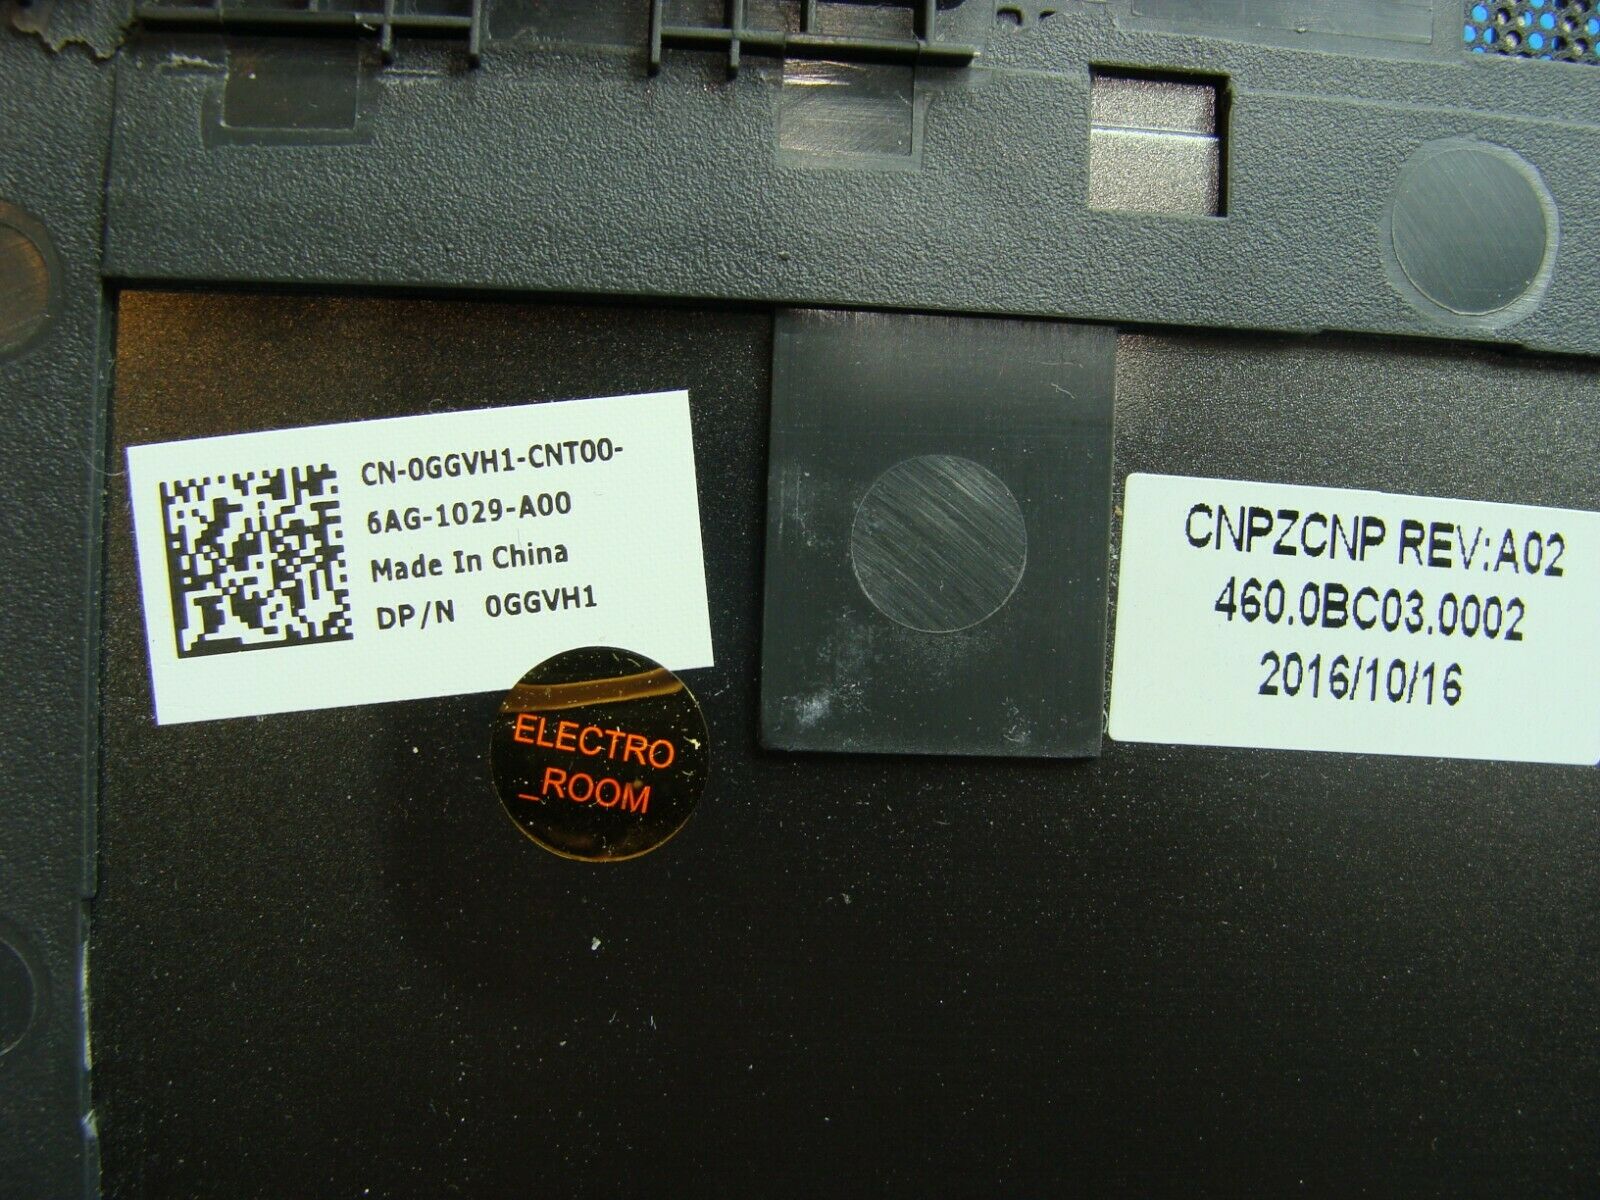 CN-0GGVH1-CNT00-
6AG-1029-A00
Made In China
DP/N 0GGVH1
ELECTRO
_ROOM
CNPZCNP REV:A02
460.0BC03.0002
2016/10/16